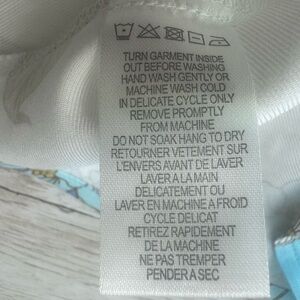 TURN GARMENT INSIDE
OUT BEFORE WASHING
HAND WASH GENTLY OR
MACHINE WASH COLD
IN DELICATE CYCLE ONLY
REMOVE PROMPTLY
FROM MACHINE
DO NOT SOAK HANG TO DRY
RETOURNER VETEMENT SUR
L'ENVERS AVANT DE LAVER
LAVER A LA MAIN
DELICATEMENT OU
LAVER EN MACHINE A FROID
CYCLE DELICAT
RETIREZ RAPIDEMENT
DE LA MACHINE
NE PAS TREMPER
PENDER A SEC